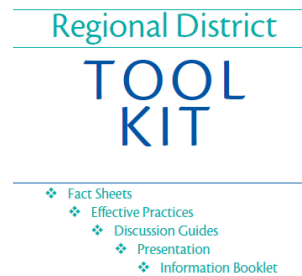 Regional District
TOOL
KIT
❖ Fact Sheets
❖ Effective Practices
❖ Discussion Guides
❖ Presentation
❖ Information Booklet